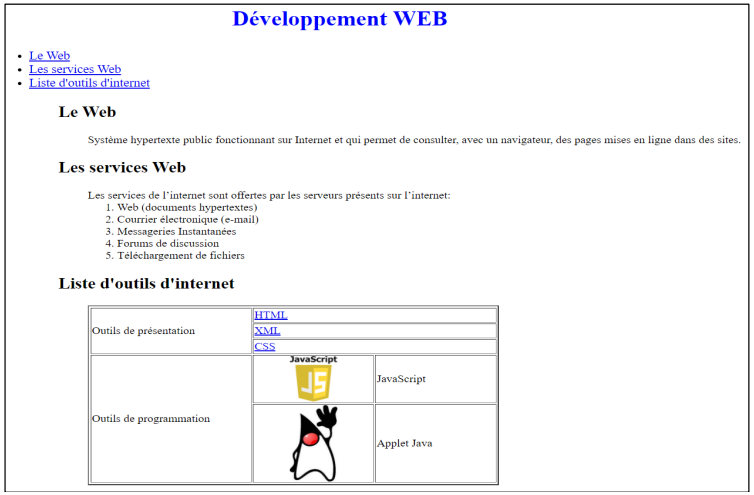 Développement WEB
Le Web
Les services Web
Liste d'outils d'internet
Le Web
Système hypertexte public fonctionnant sur Internet et qui permet de consulter, avec un navigateur, des pages mises en ligne dans des sites.
Les services Web
Les services de l'internet sont offertes par les serveurs présents sur l'internet:
1. Web (documents hypertextes)
2. Courrier électronique (e-mail)
3. Messageries Instantanées
4. Forums de discussion
5. Téléchargement de fichiers
Liste d'outils d'internet
Outils de présentation
HTML
XML
CSS
Outils de programmation
JavaScript
JS
JavaScript
Applet Java